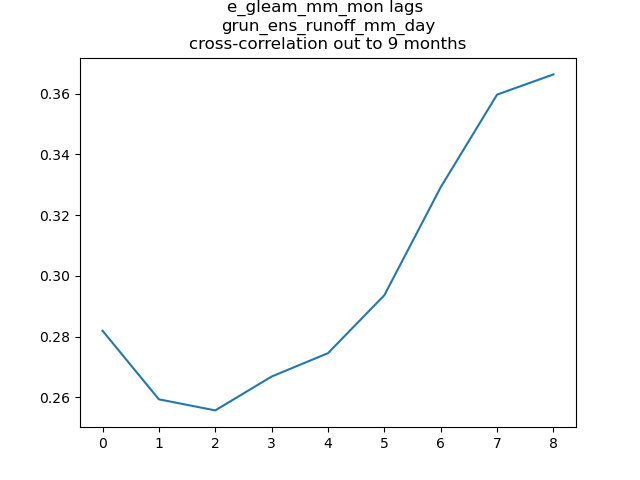 e_gleam_mm_mon lags
grun_ens_runoff_mm_day
cross-correlation out to 9 months
0.36
0.34
0.32
0.30
0.28
0.26
0 1 2 3 4 5 6 7 8